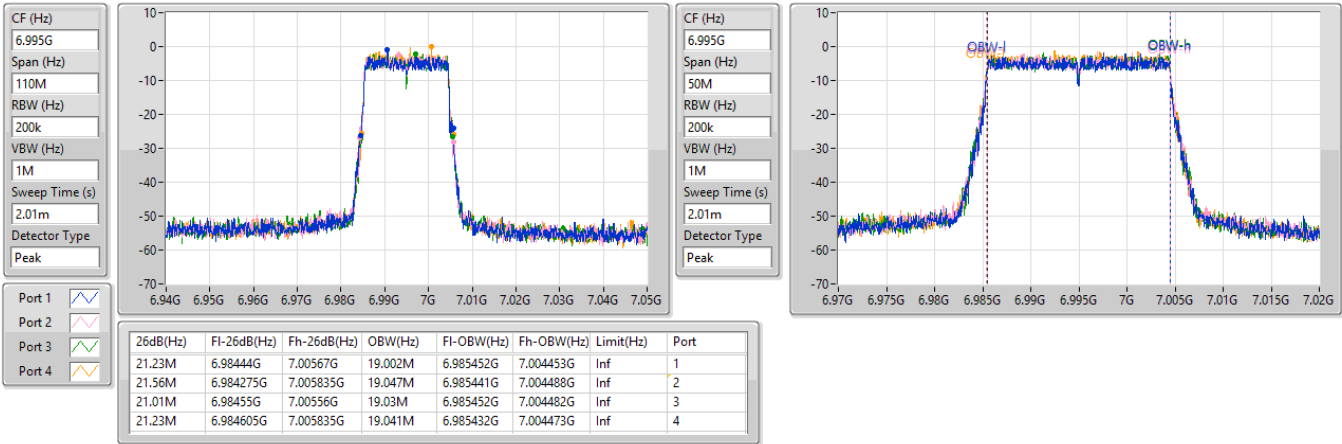 CF (Hz)
6.995G
Span (Hz)
110M
RBW (Hz)
200k
VBW (Hz)
1M
Sweep Time (s)
2.01m
Detector Type
Peak
10-
0-
-10-
-20-
-30-
-40-
-50-
-60-
-70-
6.94G 6.95G 6.96G 6.97G 6.98G 6.99G 7G 7.01G 7.02G 7.03G 7.04G 7.05G
CF (Hz)
6.995G
Span (Hz)
50M
RBW (Hz)
200k
VBW (Hz)
1M
Sweep Time (s)
2.01m
Detector Type
Peak
10-
0-
-10-
-20-
-30-
-40-
-50-
-60-
-70-
OBW-l OBW-h
6.97G 6.975G 6.98G 6.985G 6.99G 6.995G 7G 7.005G 7.01G 7.015G 7.02G
Port 1
Port 2
Port 3
Port 4
26dB(Hz) Fl-26dB(Hz) Fh-26dB(Hz) OBW(Hz) Fl-OBW(Hz) Fh-OBW(Hz) Limit(Hz) Port
21.23M 6.98444G 7.00567G 19.002M 6.985452G 7.004453G Inf 1
21.56M 6.984275G 7.005835G 19.047M 6.985441G 7.004488G Inf 2
21.01M 6.98455G 7.00556G 19.03M 6.985452G 7.004482G Inf 3
21.23M 6.984605G 7.005835G 19.041M 6.985432G 7.004473G Inf 4